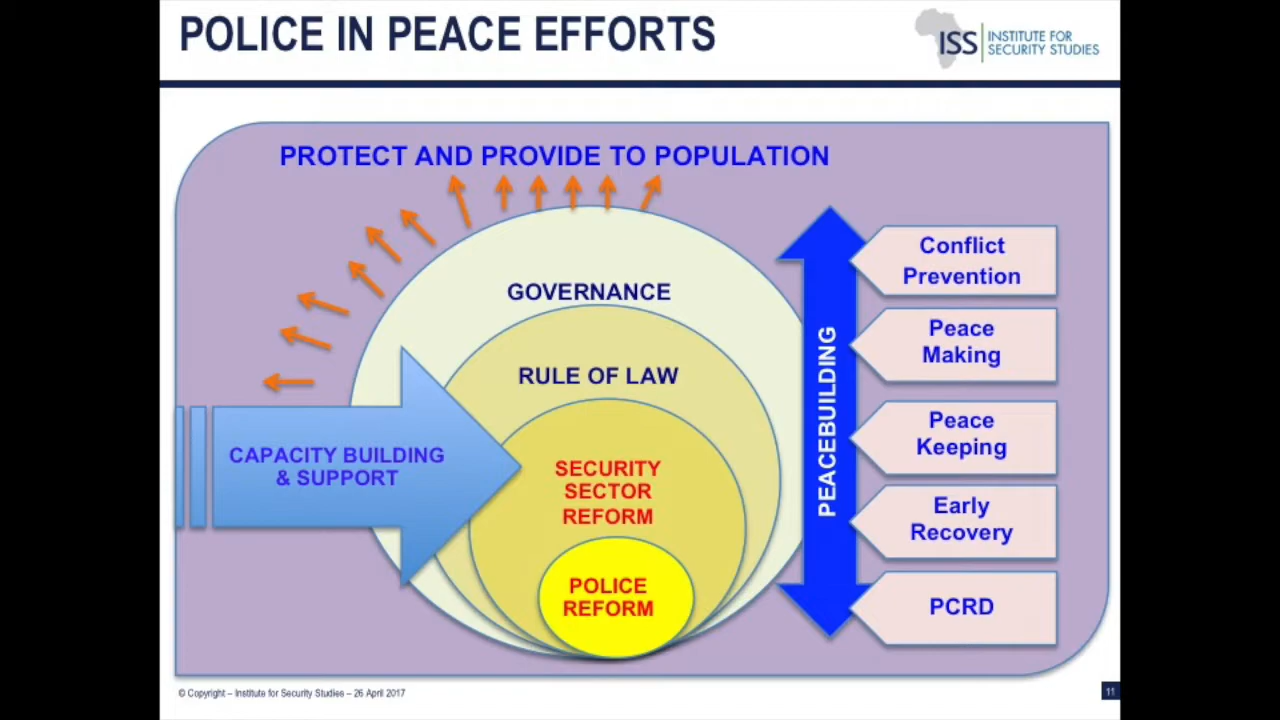 POLICE IN PEACE EFFORTS
ISS
INSTITUTE FOR
SECURITY STUDIES
PROTECT AND PROVIDE TO POPULATION
GOVERNANCE
RULE OF LAW
CAPACITY BUILDING
& SUPPORT
SECURITY
SECTOR
REFORM
POLICE
REFORM
PEACEBUILDING
Conflict
Prevention
Peace
Making
Peace
Keeping
Early
Recovery
PCRD
© Copyright – Institute for Security Studies – 26 April 2017
11